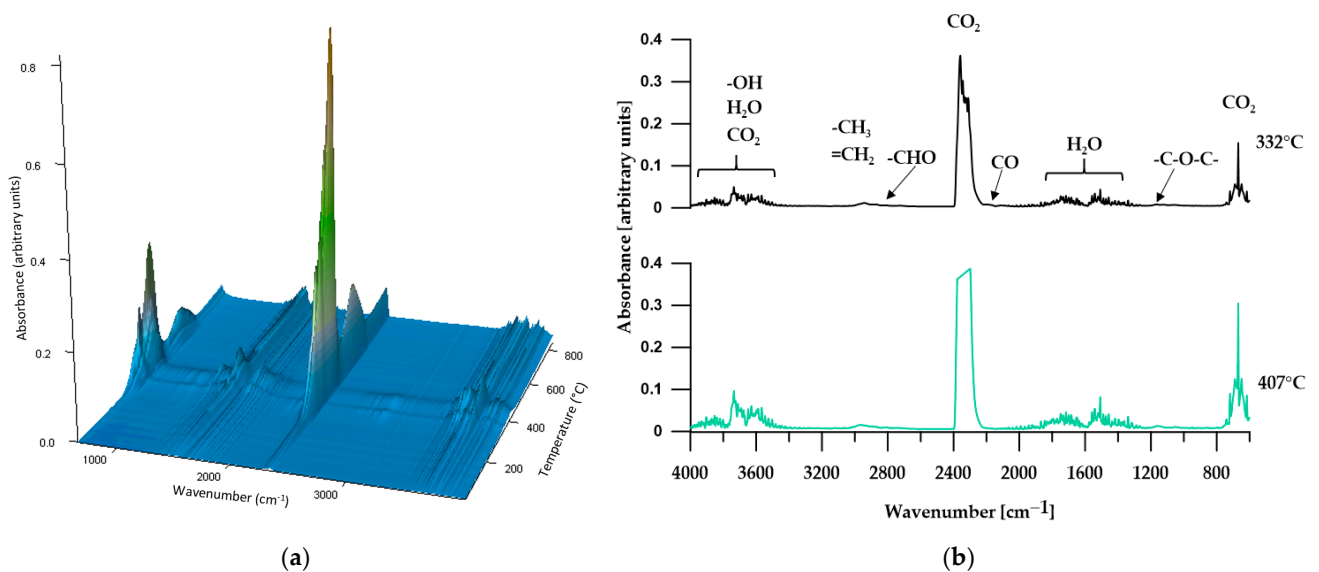 0.8
0.6
0.4
0.2
0.0
Absorbance (arbitrary units)
1000
2000
3000
Wavenumber (cm⁻¹)
200
400
600
800
Temperature (°C)
(a)
CO₂
0.4
0.3
0.2
0.1
0
-OH
H₂O
CO₂
-CH₃
=CH₂
-CHO
CO
H₂O
-C-O-C-
CO₂
332°C
Absorbance [arbitrary units]
0.4
0.3
0.2
0.1
0
407°C
4000 3600 3200 2800 2400 2000 1600 1200 800
Wavenumber [cm⁻¹]
(b)